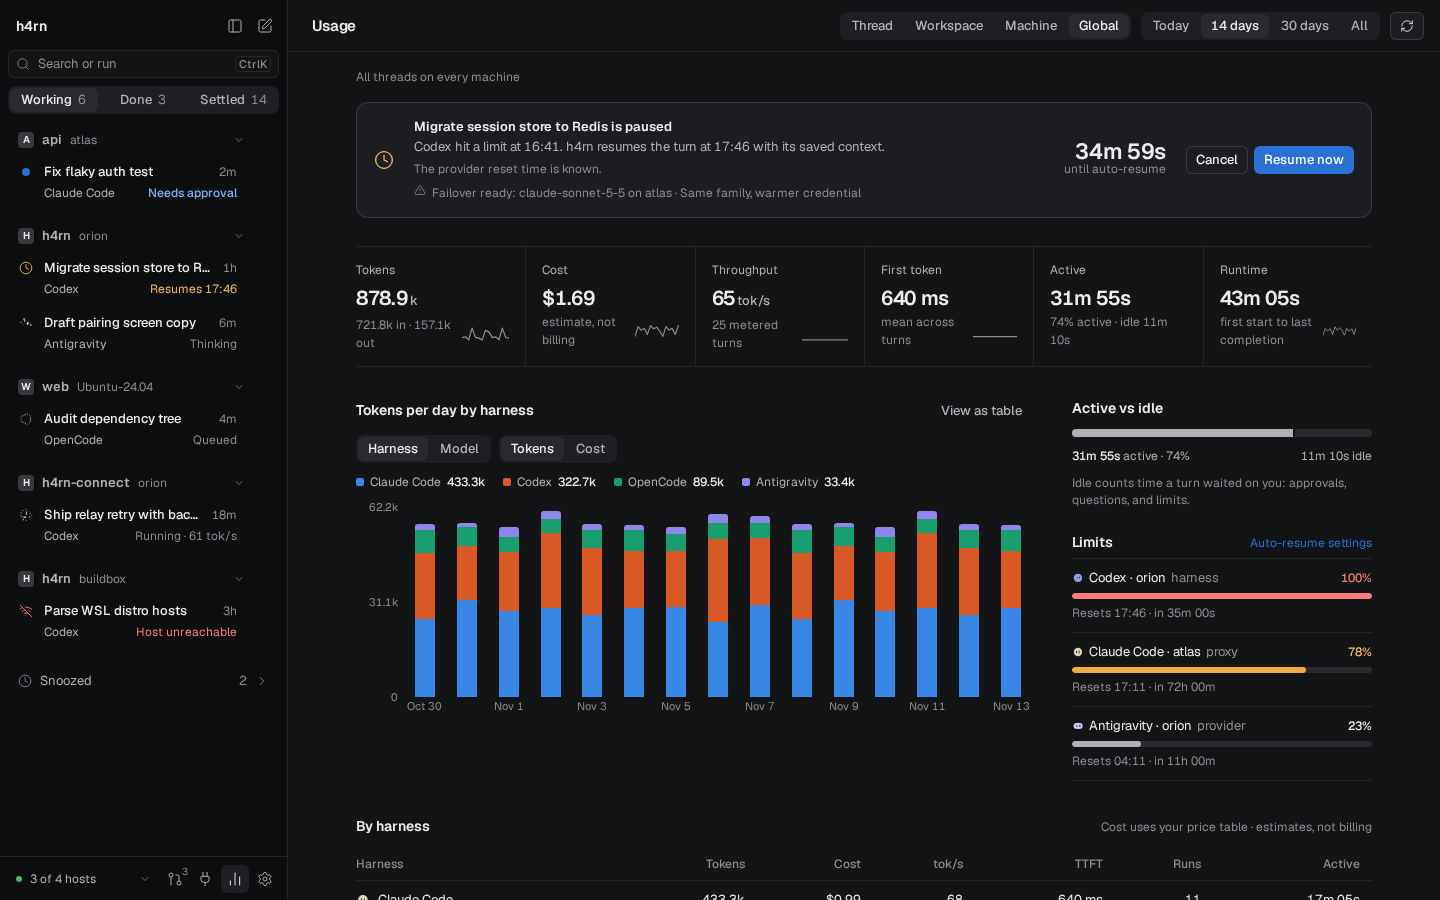 h4rn
Search or run
CtrlK
Working 6
Done 3
Settled 14
A api atlas
Fix flaky auth test 2m
Claude Code Needs approval
H h4rn orion
Migrate session store to R... 1h
Codex Resumes 17:46
Draft pairing screen copy 6m
Antigravity Thinking
W web Ubuntu-24.04
Audit dependency tree 4m
OpenCode Queued
H h4rn-connect orion
Ship relay retry with bac... 18m
Codex Running · 61 tok/s
H h4rn buildbox
Parse WSL distro hosts 3h
Codex Host unreachable
Snoozed 2
3 of 4 hosts
3
Usage
Thread Workspace Machine Global
Today 14 days 30 days All
All threads on every machine
Migrate session store to Redis is paused
Codex hit a limit at 16:41. h4rn resumes the turn at 17:46 with its saved context.
The provider reset time is known.
Failover ready: claude-sonnet-5-5 on atlas · Same family, warmer credential
34m 59s
until auto-resume
Cancel
Resume now
Tokens
878.9 k
721.8k in · 157.1k
out
Cost
$1.69
estimate, not
billing
Throughput
65 tok/s
25 metered
turns
First token
640 ms
mean across
turns
Active
31m 55s
74% active · idle 11m
10s
Runtime
43m 05s
first start to last
completion
Tokens per day by harness
View as table
Harness Model
Tokens Cost
Claude Code 433.3k
Codex 322.7k
OpenCode 89.5k
Antigravity 33.4k
62.2k
31.1k
0
Oct 30 Nov 1 Nov 3 Nov 5 Nov 7 Nov 9 Nov 11 Nov 13
Active vs idle
31m 55s active · 74%
11m 10s idle
Idle counts time a turn waited on you: approvals,
questions, and limits.
Limits
Auto-resume settings
Codex · orion harness 100%
Resets 17:46 · in 35m 00s
Claude Code · atlas proxy 78%
Resets 17:11 · in 72h 00m
Antigravity · orion provider 23%
Resets 04:11 · in 11h 00m
By harness
Cost uses your price table · estimates, not billing
Harness Tokens Cost tok/s TTFT Runs Active
Claude Code 433.3k $0.99 68 640 ms 11 17m 05s